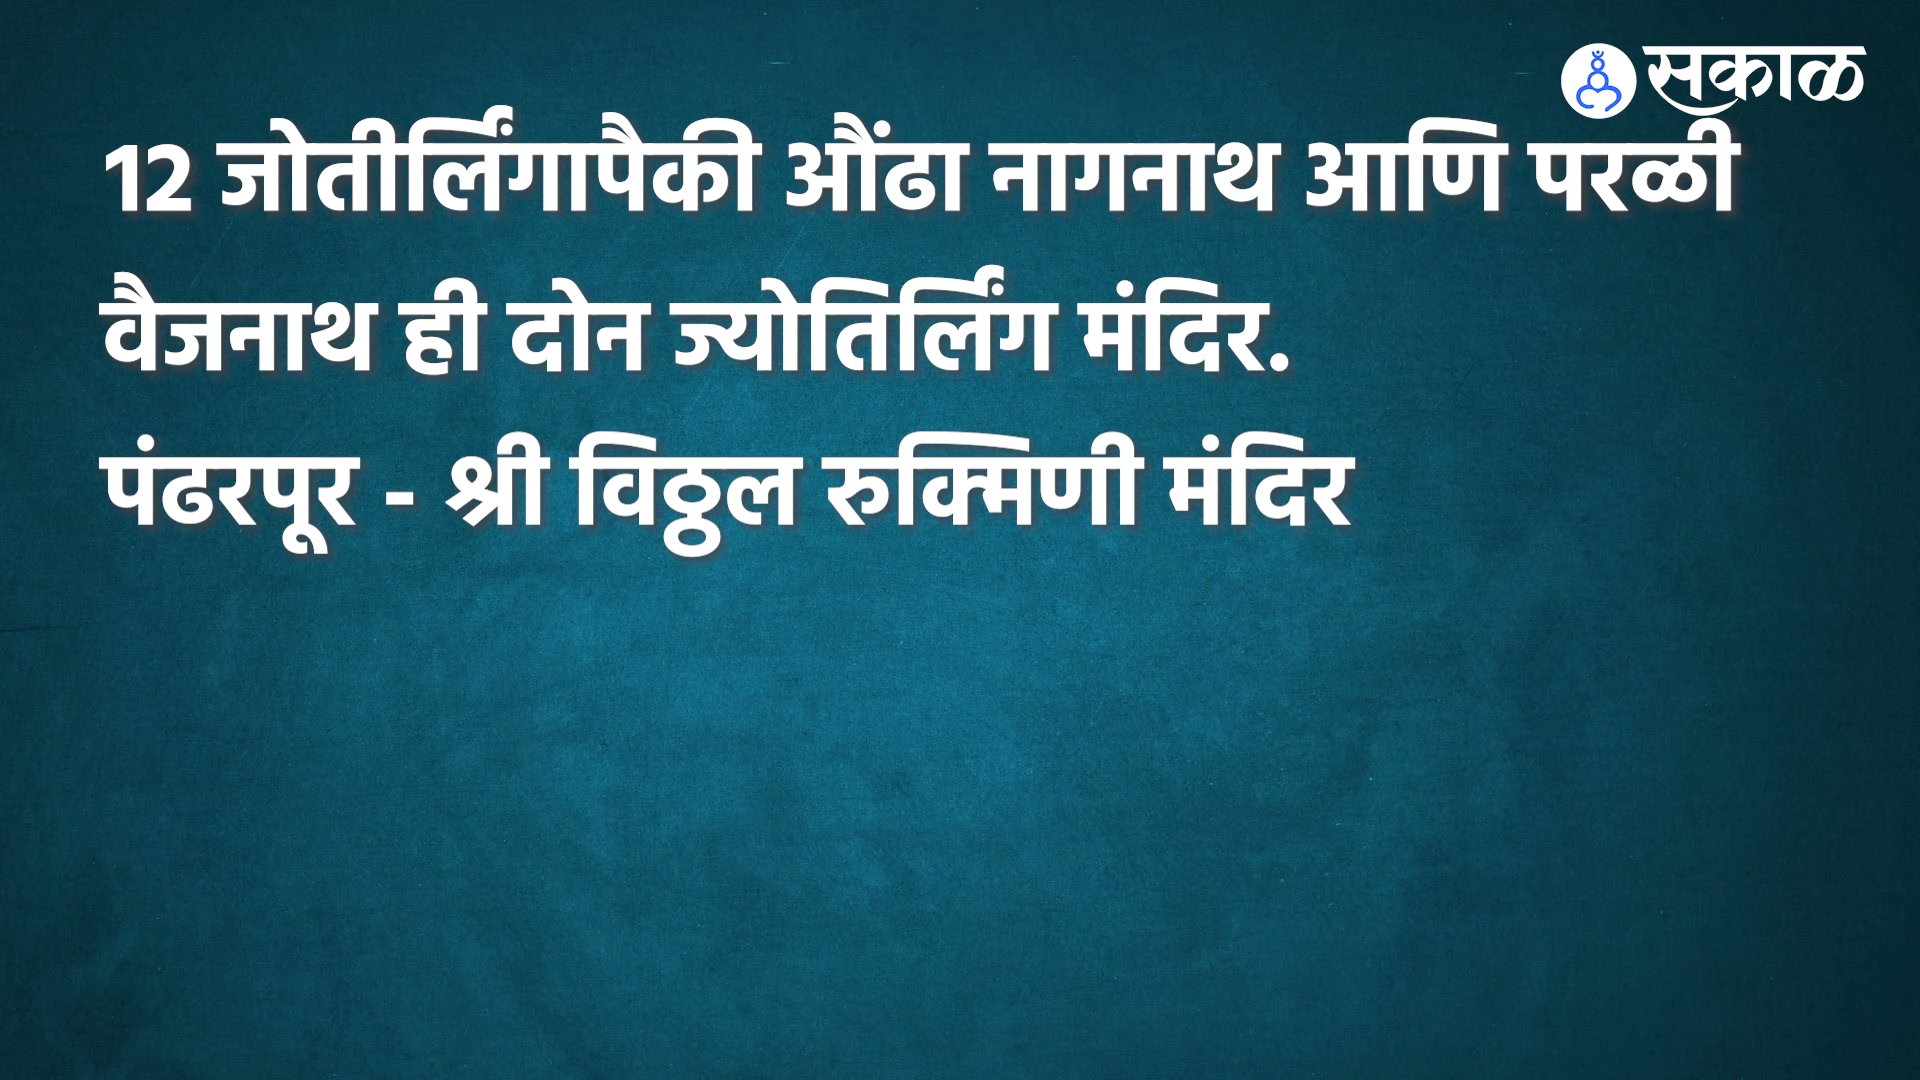 सकाळ
12 जोतीर्लिंगापैकी औंढा नागनाथ आणि परळी
वैजनाथ ही दोन ज्योतिर्लिंग मंदिर.
पंढरपूर - श्री विठ्ठल रुक्मिणी मंदिर